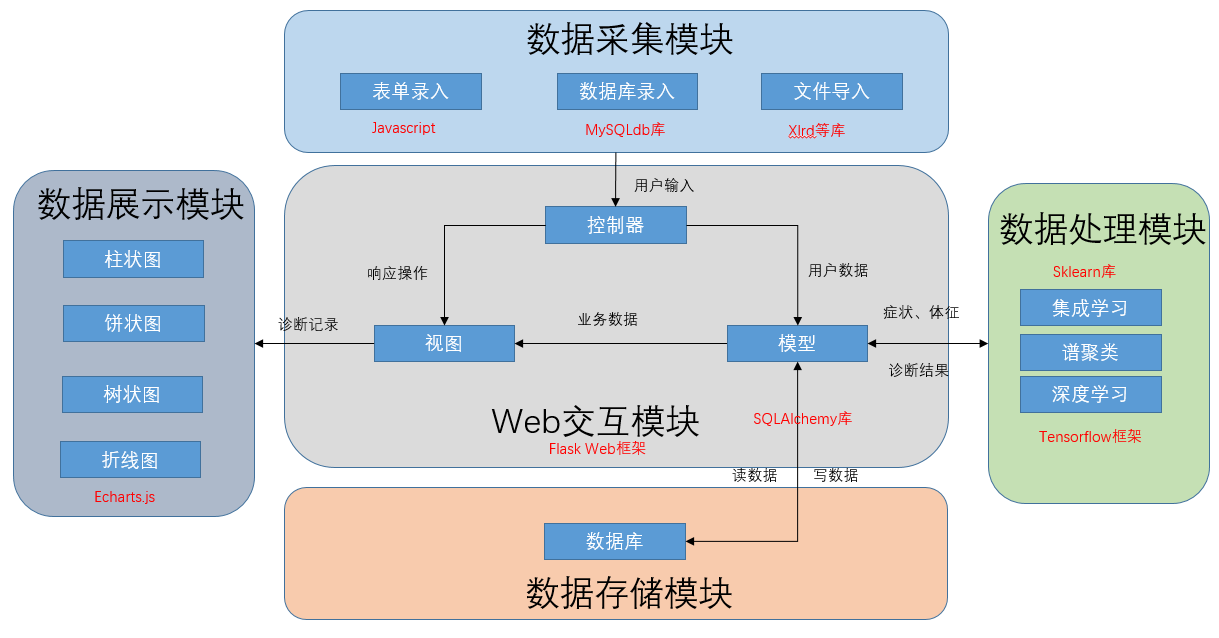 数据采集模块
表单录入
数据库录入
文件导入
Javascript
MySQLdb库
Xlrd等库
用户输入
数据展示模块
柱状图
饼状图
树状图
折线图
Echarts.js
控制器
响应操作
用户数据
诊断记录
视图
业务数据
模型
症状、体征
诊断结果
Web交互模块
Flask Web框架
SQLAlchemy库
数据处理模块
Sklearn库
集成学习
谱聚类
深度学习
Tensorflow框架
读数据
写数据
数据库
数据存储模块